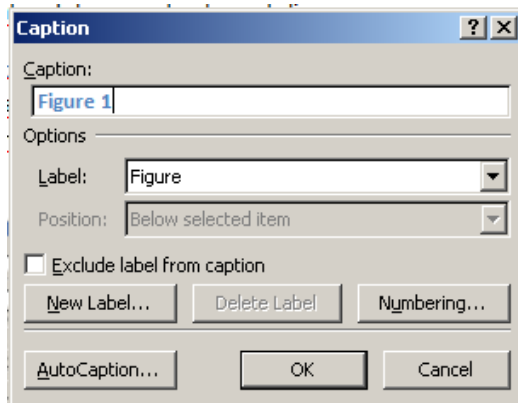 Caption
Caption:
Figure 1
Options
Label: Figure
Position: Below selected item
Exclude label from caption
New Label... Delete Label Numbering...
AutoCaption... OK Cancel